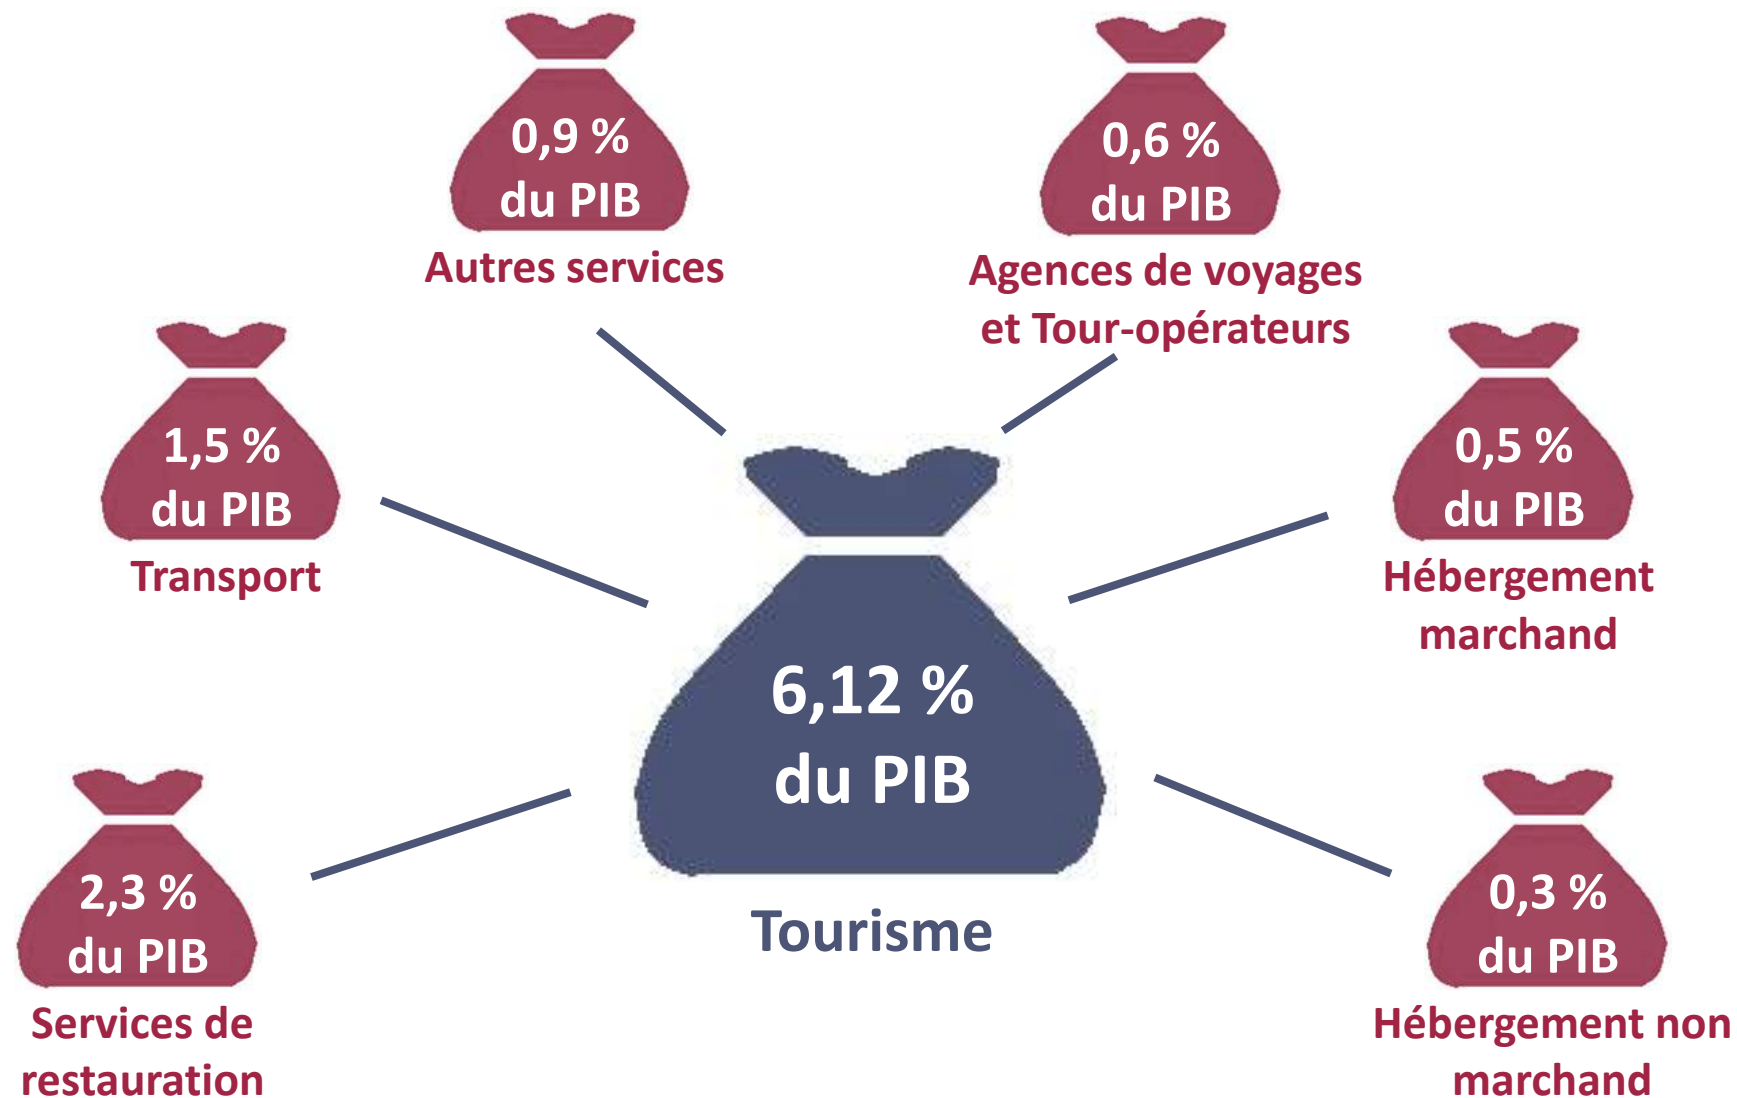 0,9 %
du PIB
Autres services
0,6 %
du PIB
Agences de voyages
et Tour-opérateurs
1,5 %
du PIB
Transport
0,5 %
du PIB
Hébergement
marchand
6,12 %
du PIB
Tourisme
2,3 %
du PIB
Services de
restauration
0,3 %
du PIB
Hébergement non
marchand